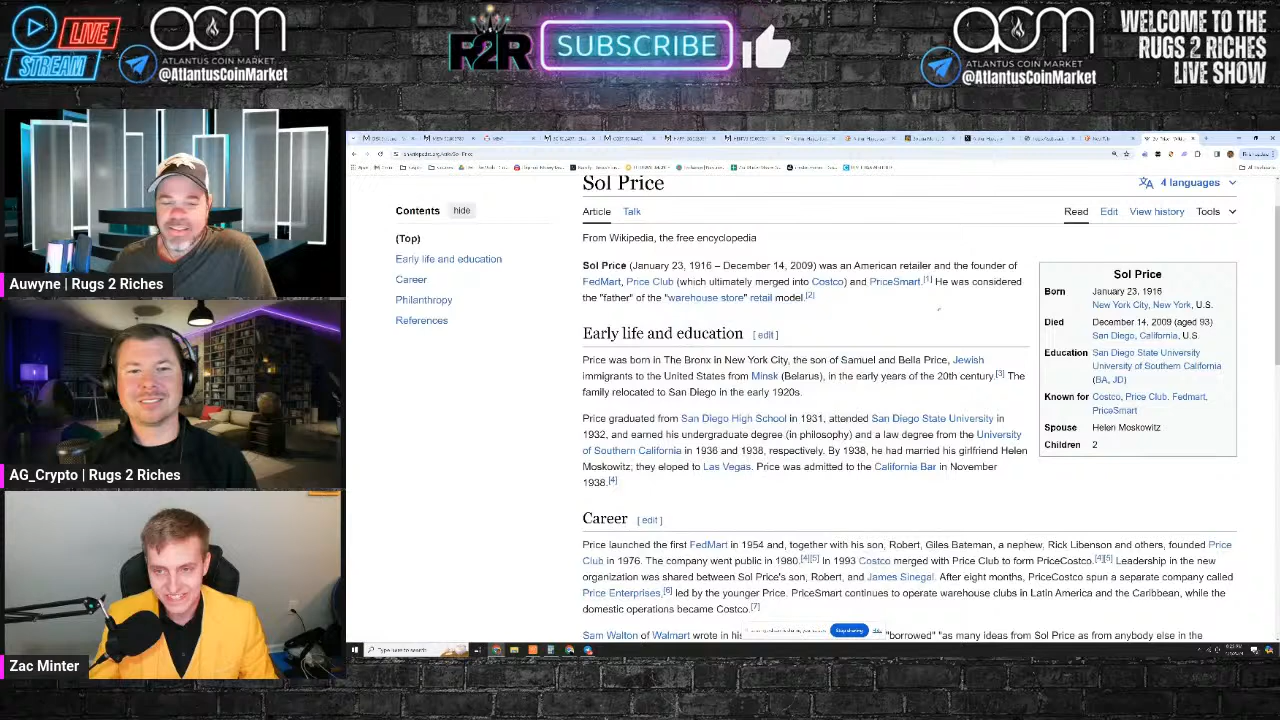 LIVE
STREAM
ACM
ATLANTUS COIN MARKET
@AtlantusCoinMarket
R2R
SUBSCRIBE
ACM
ATLANTUS COIN MARKET
@AtlantusCoinMarket
WELCOME TO THE
RUGS 2 RICHES
LIVE SHOW
Auwyne | Rugs 2 Riches
AG_Crypto | Rugs 2 Riches
Zac Minter
Sol Price
4 languages
Contents hide
(Top)
Early life and education
Career
Philanthropy
References
Article Talk
Read Edit View history Tools
From Wikipedia, the free encyclopedia
Sol Price (January 23, 1916 – December 14, 2009) was an American retailer and the founder of
FedMart, Price Club (which ultimately merged into Costco) and PriceSmart.[1] He was considered
the "father" of the "warehouse store" retail model.[2]
Early life and education [ edit ]
Price was born in The Bronx in New York City, the son of Samuel and Bella Price, Jewish
immigrants to the United States from Minsk (Belarus), in the early years of the 20th century.[3] The
family relocated to San Diego in the early 1920s.
Price graduated from San Diego High School in 1931, attended San Diego State University in
1932, and earned his undergraduate degree (in philosophy) and a law degree from the University
of Southern California in 1936 and 1938, respectively. By 1938, he had married his girlfriend Helen
Moskowitz; they eloped to Las Vegas. Price was admitted to the California Bar in November
1938.[4]
Sol Price
Born January 23, 1916
New York City, New York, U.S.
Died December 14, 2009 (aged 93)
San Diego, California, U.S.
Education San Diego State University
University of Southern California
(BA, JD)
Known for Costco, Price Club, Fedmart,
PriceSmart
Spouse Helen Moskowitz
Children 2
Career [ edit ]
Price launched the first FedMart in 1954 and, together with his son, Robert, Giles Bateman, a nephew, Rick Libenson and others, founded Price
Club in 1976. The company went public in 1980.[4][5] In 1993 Costco merged with Price Club to form PriceCostco.[4][5] Leadership in the new
organization was shared between Sol Price's son, Robert, and James Sinegal. After eight months, PriceCostco spun a separate company called
Price Enterprises,[6] led by the younger Price. PriceSmart continues to operate warehouse clubs in Latin America and the Caribbean, while the
domestic operations became Costco.[7]
Sam Walton of Walmart wrote in his "borrowed" "as many ideas from Sol Price as from anybody else in the
Stop sharing
Type here to search